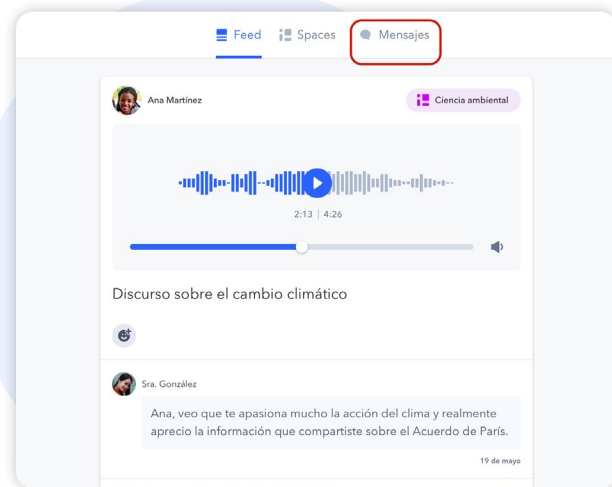 Feed Spaces Mensajes
Ana Martínez
Ciencia ambiental
2:13 | 4:26
Discurso sobre el cambio climático
Sra. González
Ana, veo que te apasiona mucho la acción del clima y realmente
aprecio la información que compartiste sobre el Acuerdo de París.
19 de mayo